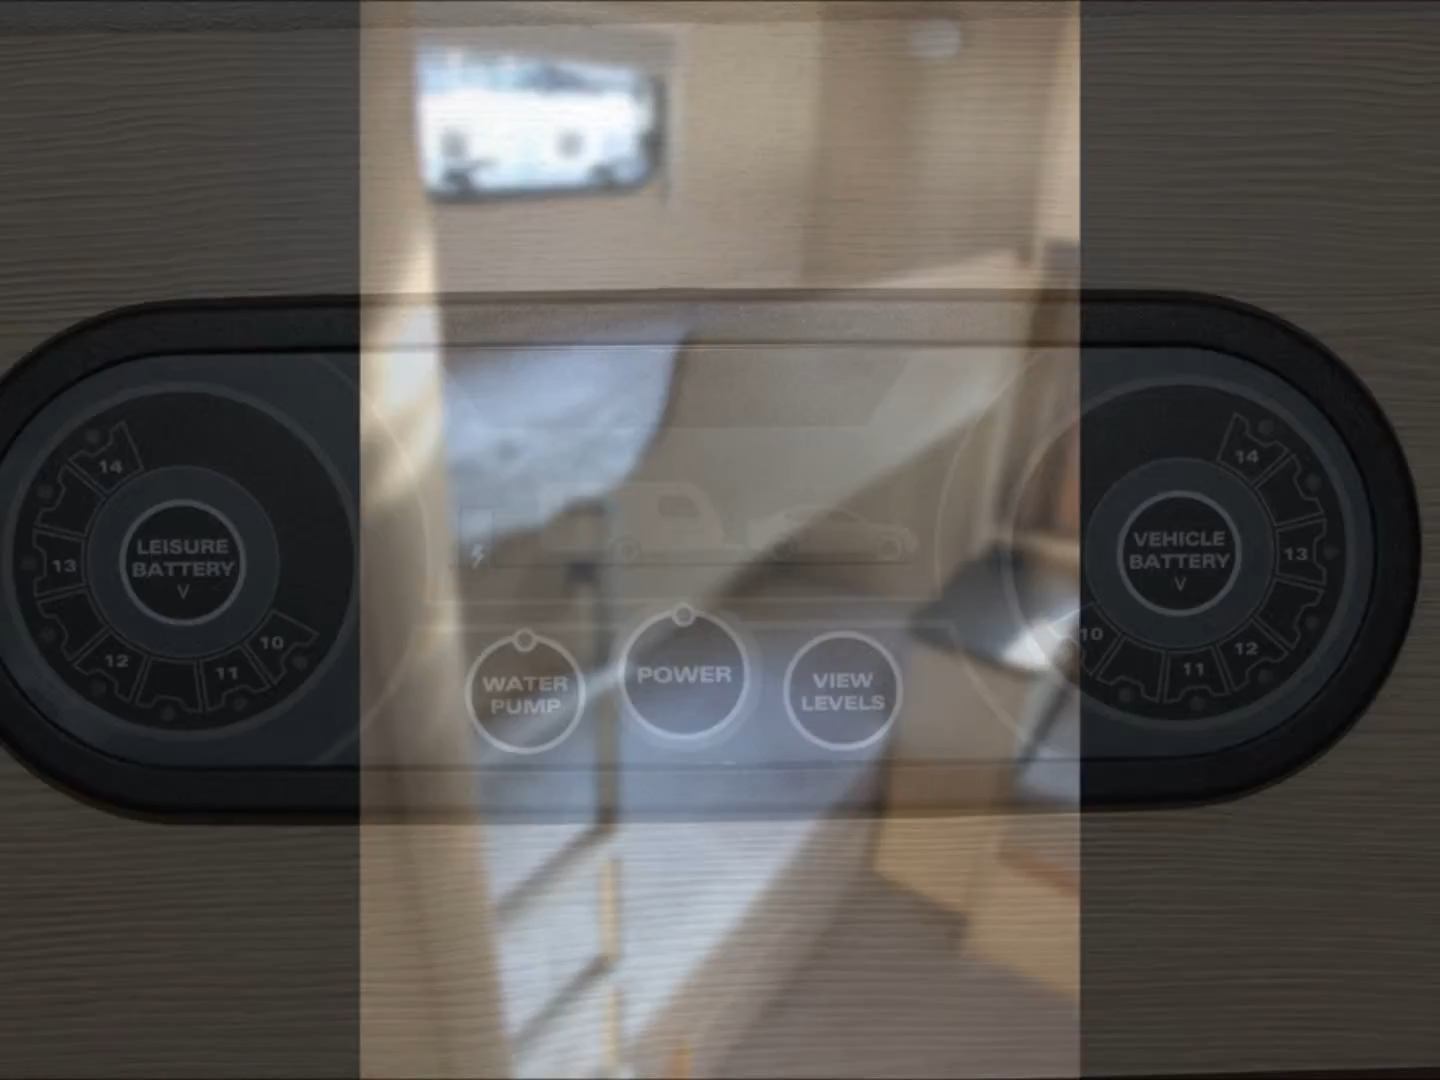 14
13
12
11
10
LEISURE
BATTERY
V
WATER
PUMP
POWER
VIEW
LEVELS
14
13
12
11
10
VEHICLE
BATTERY
V